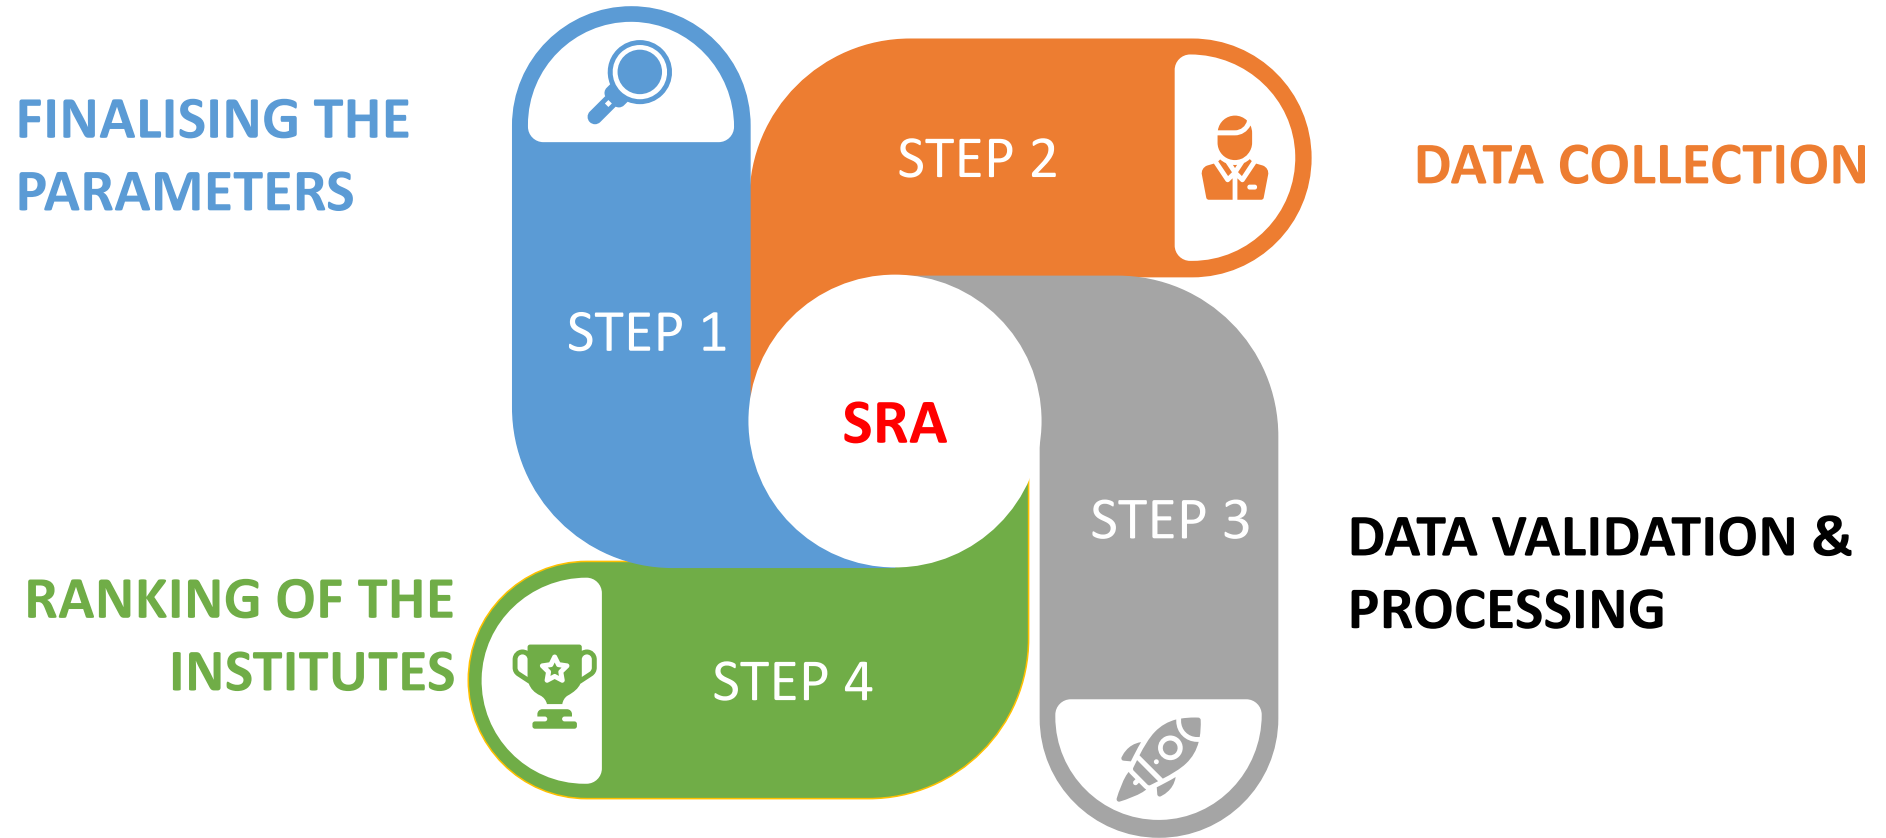 FINALISING THE
PARAMETERS
STEP 1
STEP 2
DATA COLLECTION
SRA
STEP 3
DATA VALIDATION &
PROCESSING
RANKING OF THE
INSTITUTES
STEP 4